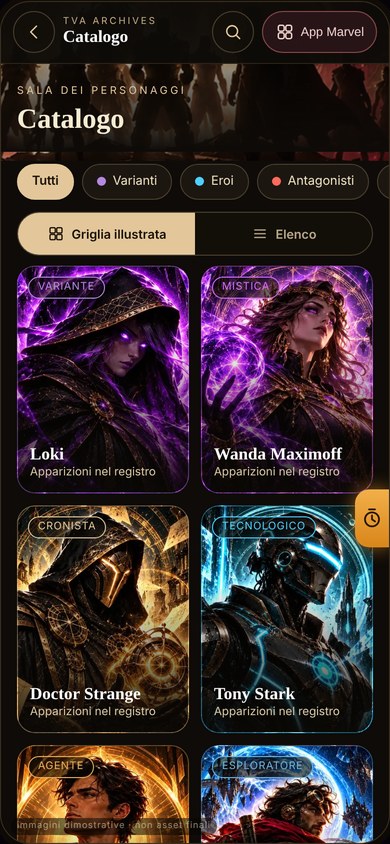 TVA ARCHIVES
Catalogo
App Marvel
SALA DEI PERSONAGGI
Catalogo
Tutti
Varianti
Eroi
Antagonisti
Griglia illustrata
Elenco
VARIANTE
MISTICA
Loki
Apparizioni nel registro
Wanda Maximoff
Apparizioni nel registro
CRONISTA
TECNOLOGICO
Doctor Strange
Apparizioni nel registro
Tony Stark
Apparizioni nel registro
AGENTE
ESPLORATORE
immagini dimostrative · non asset final